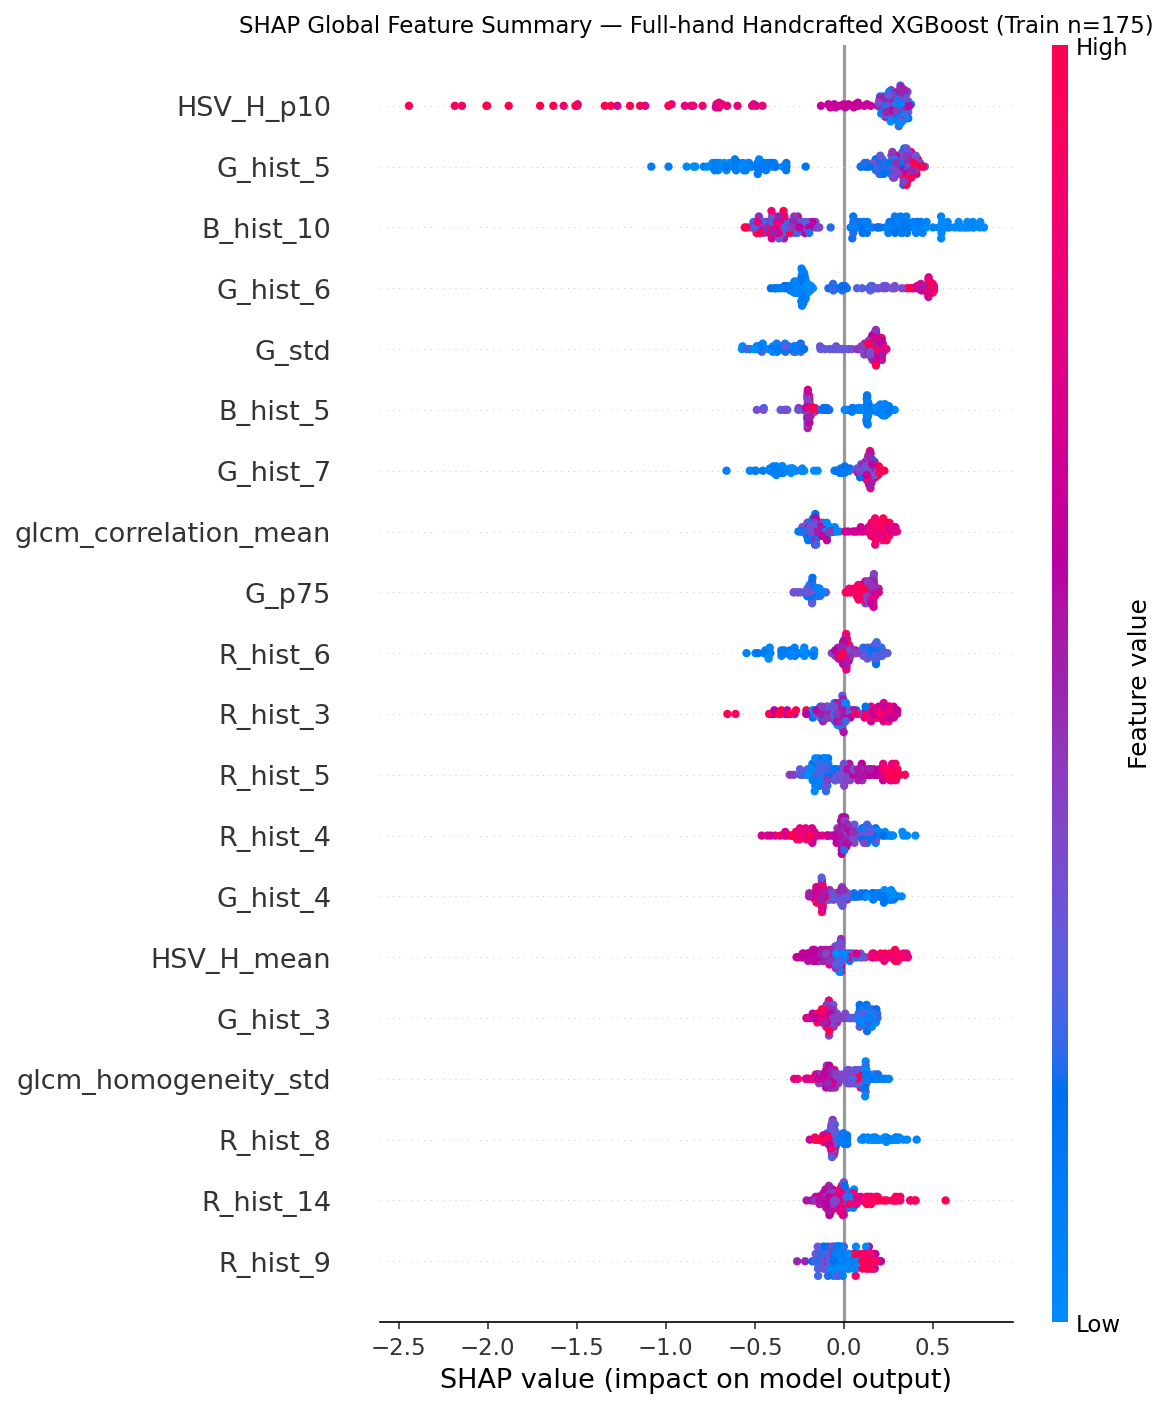 SHAP Global Feature Summary — Full-hand Handcrafted XGBoost (Train n=175)
High
HSV_H_p10
G_hist_5
B_hist_10
G_hist_6
G_std
B_hist_5
G_hist_7
glcm_correlation_mean
G_p75
R_hist_6
R_hist_3
R_hist_5
R_hist_4
G_hist_4
HSV_H_mean
G_hist_3
glcm_homogeneity_std
R_hist_8
R_hist_14
R_hist_9
Feature value
Low
−2.5 −2.0 −1.5 −1.0 −0.5 0.0 0.5
SHAP value (impact on model output)